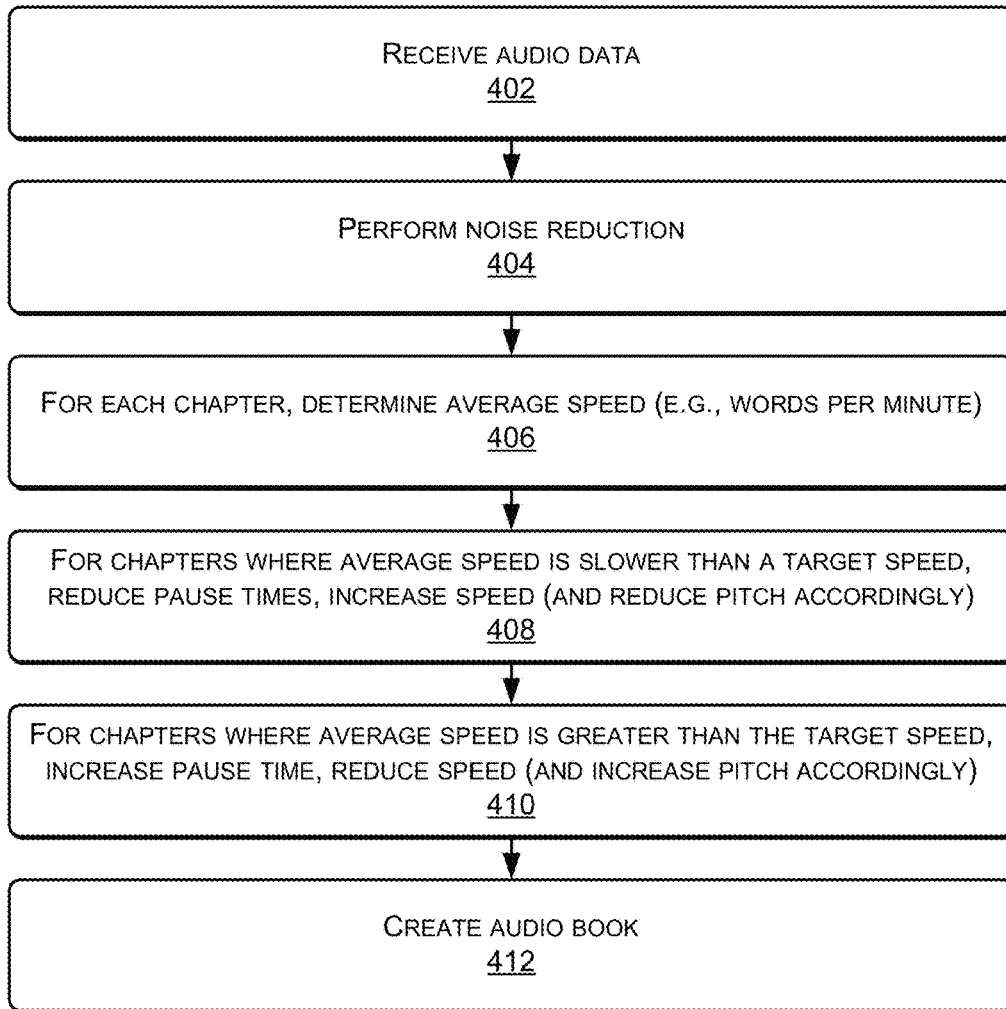 RECEIVE AUDIO DATA
402
PERFORM NOISE REDUCTION
404
FOR EACH CHAPTER, DETERMINE AVERAGE SPEED (E.G., WORDS PER MINUTE)
406
FOR CHAPTERS WHERE AVERAGE SPEED IS SLOWER THAN A TARGET SPEED,
REDUCE PAUSE TIMES, INCREASE SPEED (AND REDUCE PITCH ACCORDINGLY)
408
FOR CHAPTERS WHERE AVERAGE SPEED IS GREATER THAN THE TARGET SPEED,
INCREASE PAUSE TIME, REDUCE SPEED (AND INCREASE PITCH ACCORDINGLY)
410
CREATE AUDIO BOOK
412